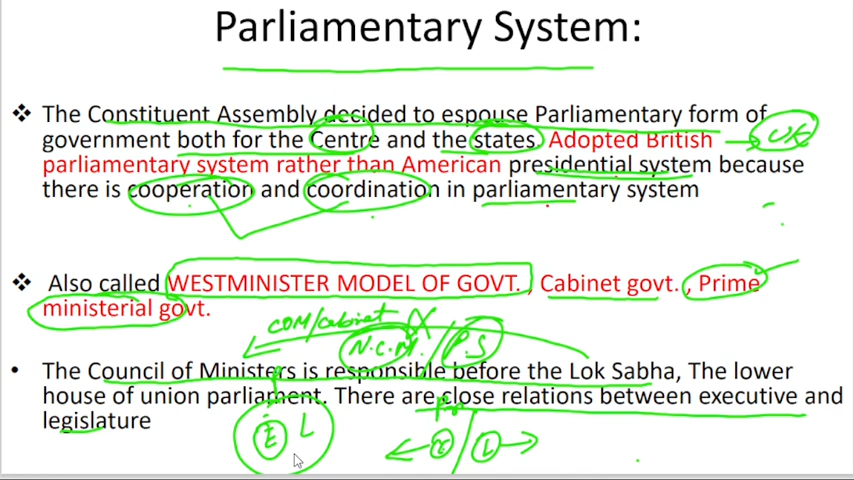 Parliamentary System:
❖ The Constituent Assembly decided to espouse Parliamentary form of
government both for the Centre and the states. Adopted British
UK
parliamentary system rather than American presidential system because
there is cooperation and coordination in parliamentary system
❖ Also called WESTMINISTER MODEL OF GOVT. , Cabinet govt. , Prime
ministerial govt.
COM/Cabinet
N.C.M. / P.S
• The Council of Ministers is responsible before the Lok Sabha, The lower
house of union parliament. There are close relations between executive and
legislature
E L
L